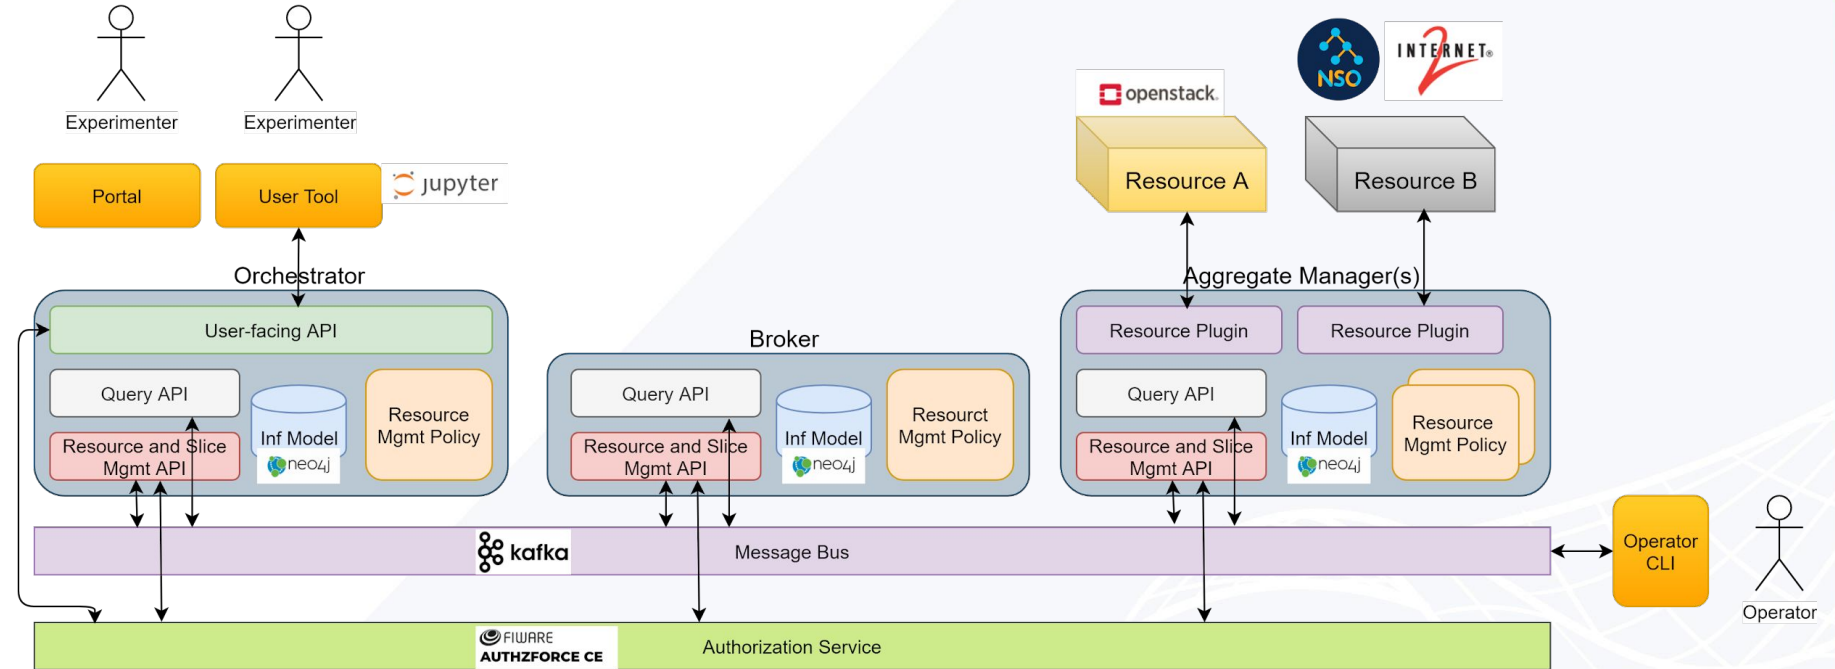 Experimenter
Experimenter
Portal
User Tool
jupyter
openstack.
NSO
INTERNET®
2
Resource A
Resource B
Orchestrator
User-facing API
Query API
Resource and Slice
Mgmt API
Inf Model
neo4j
Resource
Mgmt Policy
Broker
Query API
Resource and Slice
Mgmt API
Inf Model
neo4j
Resourct
Mgmt Policy
Aggregate Manager(s)
Resource Plugin
Resource Plugin
Query API
Resource and Slice
Mgmt API
Inf Model
neo4j
Resource
Mgmt Policy
kafka
Message Bus
Operator
CLI
Operator
FIWARE
AUTHZFORCE CE
Authorization Service